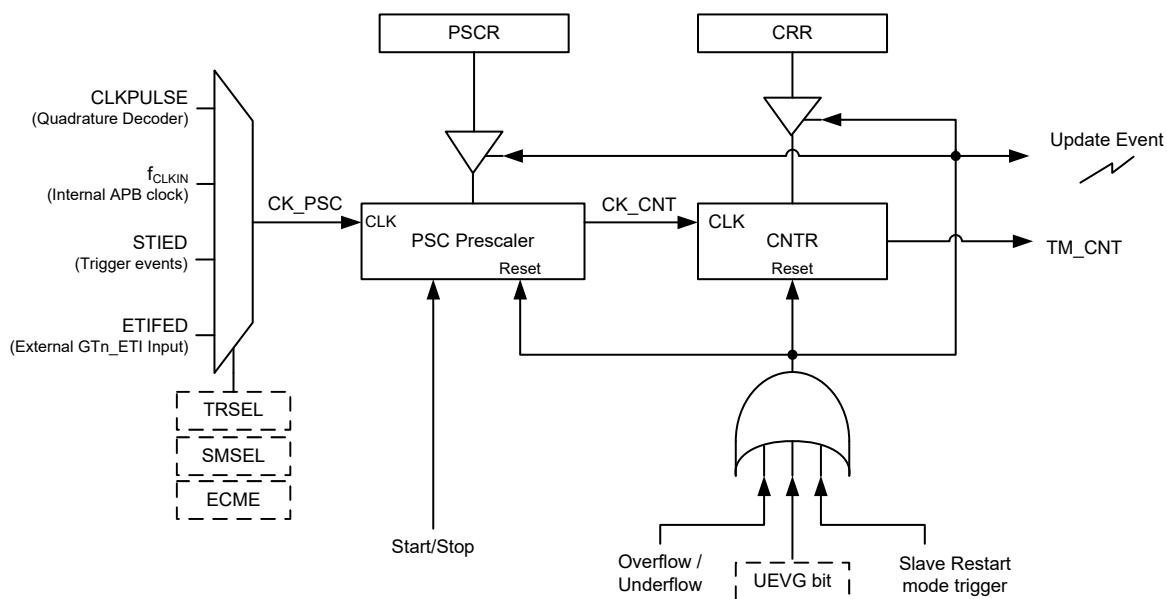 PSCR
CRR
CLKPULSE
(Quadrature Decoder)
fCLKIN
(Internal APB clock)
STIED
(Trigger events)
ETIFED
(External GTn_ETI Input)
TRSEL
SMSEL
ECME
CK_PSC
CLK
PSC Prescaler
Reset
CK_CNT
CLK
CNTR
Reset
Update Event
TM_CNT
Start/Stop
Overflow /
Underflow
UEVG bit
Slave Restart
mode trigger